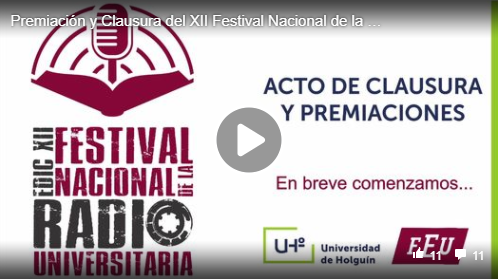 Premiación y Clausura del XII Festival Nacional de la ...
EDIC XII
FESTIVAL
NACIONAL
DE LA
RADIO
UNIVERSITARIA
ACTO DE CLAUSURA
Y PREMIACIONES
En breve comenzamos...
UHº
Universidad
de Holguín
FEU
11
11